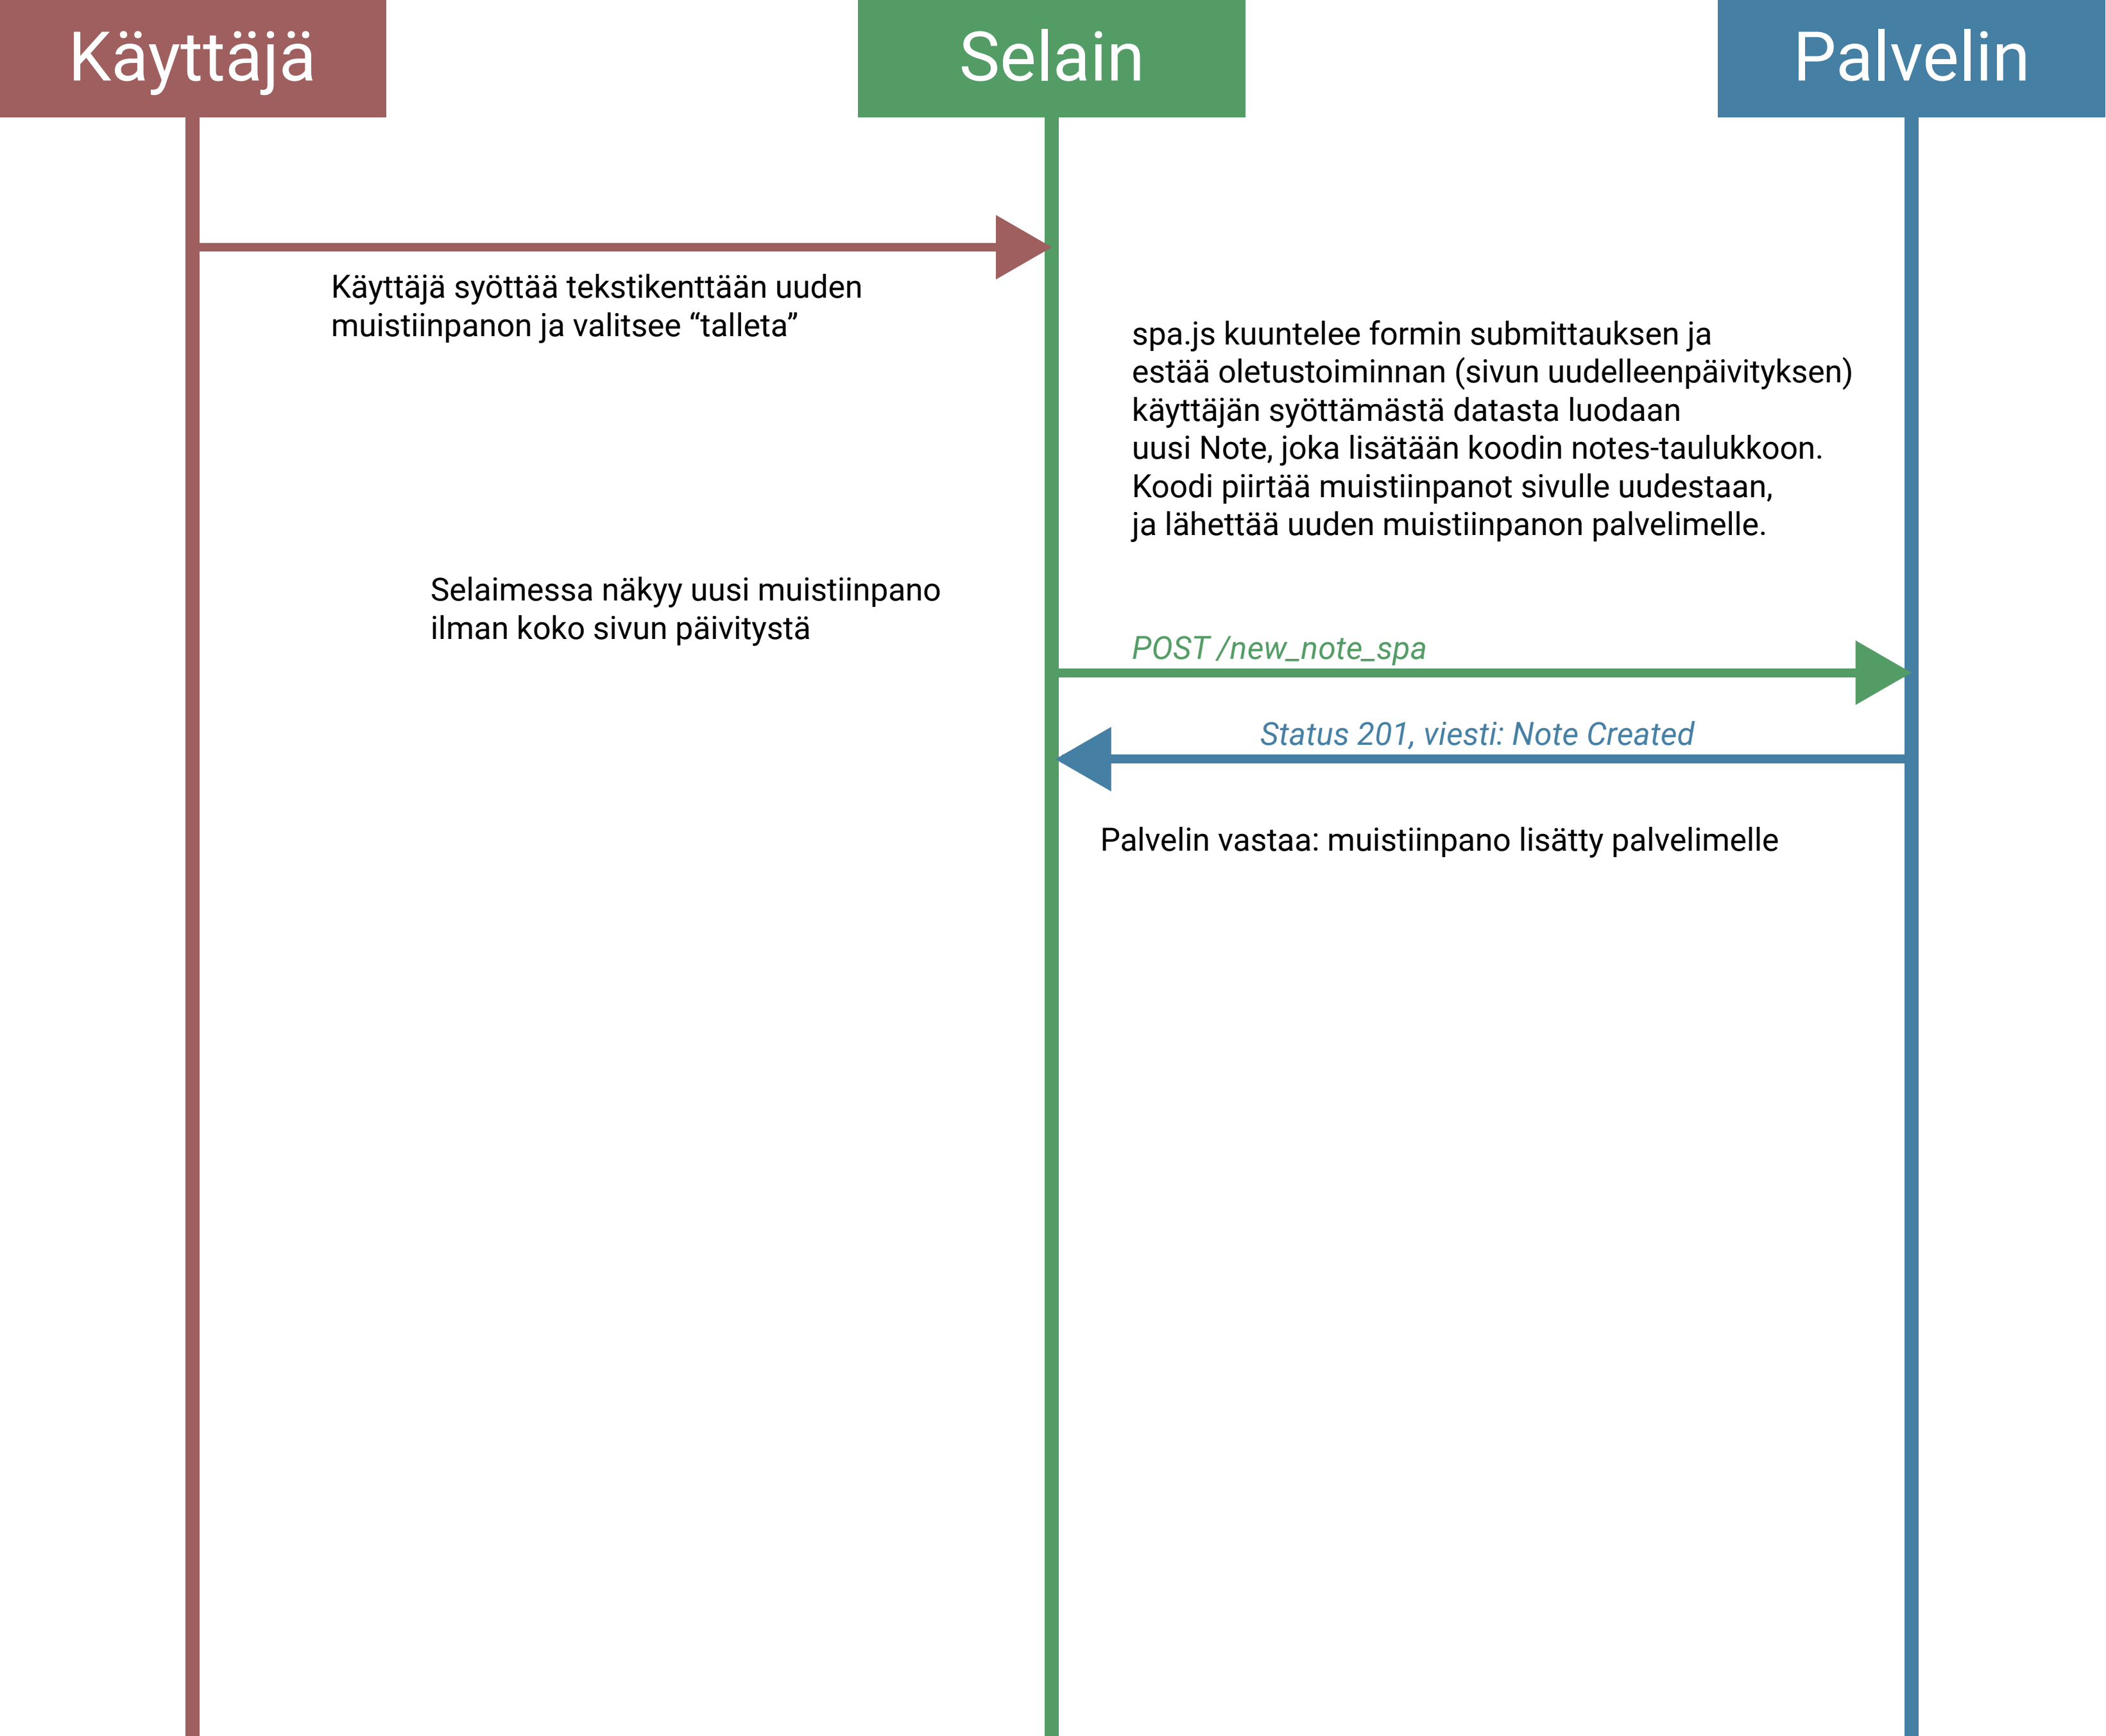 Käyttäjä
Selain
Palvelin
Käyttäjä syöttää tekstikenttään uuden
muistiinpanon ja valitsee “talleta”
spa.js kuuntelee formin submittauksen ja
estää oletustoiminnan (sivun uudelleenpäivityksen)
käyttäjän syöttämästä datasta luodaan
uusi Note, joka lisätään koodin notes-taulukkoon.
Koodi piirtää muistiinpanot sivulle uudestaan,
ja lähettää uuden muistiinpanon palvelimelle.
Selaimessa näkyy uusi muistiinpano
ilman koko sivun päivitystä
POST /new_note_spa
Status 201, viesti: Note Created
Palvelin vastaa: muistiinpano lisätty palvelimelle